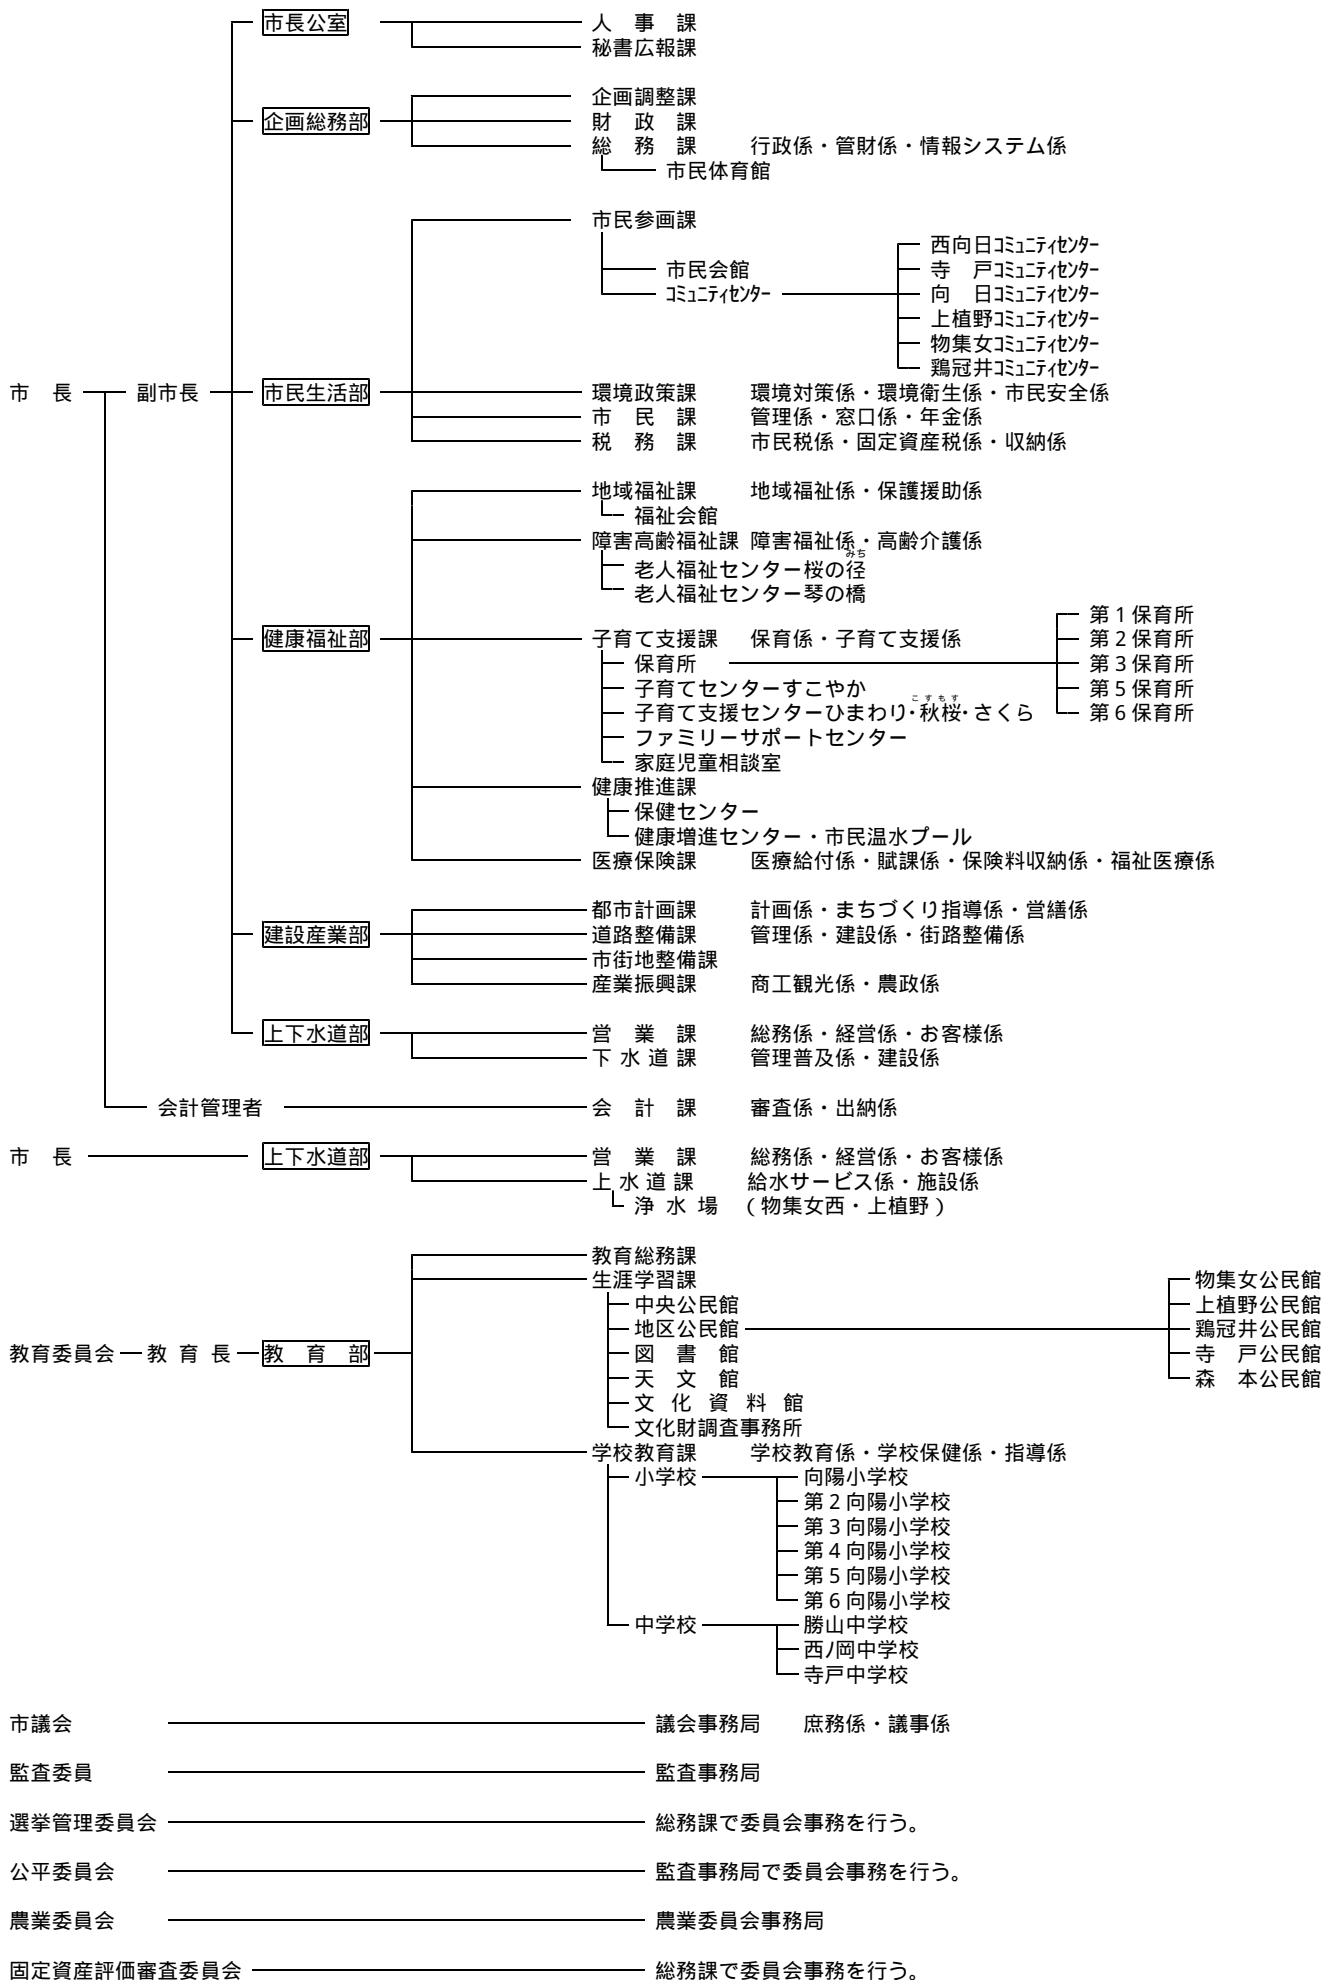 市長公室 人 事 課
秘書広報課
企画調整課
企画総務部 財 政 課
総 務 課 行政係・管財係・情報システム係
市民体育館
市民参画課
西向日コミュニティセンター
市民会館 寺 戸コミュニティセンター
コミュニティセンター 向 日コミュニティセンター
上植野コミュニティセンター
物集女コミュニティセンター
鶏冠井コミュニティセンター
市 長 副市長 市民生活部 環境政策課 環境対策係・環境衛生係・市民安全係
市 民 課 管理係・窓口係・年金係
税 務 課 市民税係・固定資産税係・収納係
地域福祉課 地域福祉係・保護援助係
福祉会館
障害高齢福祉課 障害福祉係・高齢介護係
みち
老人福祉センター桜の径
老人福祉センター琴の橋
第1保育所
健康福祉部 子育て支援課 保育係・子育て支援係 第2保育所
保育所 第3保育所
子育てセンターすこやか 第5保育所
こすもす
子育て支援センターひまわり・秋桜・さくら 第6保育所
ファミリーサポートセンター
家庭児童相談室
健康推進課
保健センター
健康増進センター・市民温水プール
医療保険課 医療給付係・賦課係・保険料収納係・福祉医療係
都市計画課 計画係・まちづくり指導係・営繕係
建設産業部 道路整備課 管理係・建設係・街路整備係
市街地整備課
産業振興課 商工観光係・農政係
上下水道部 営 業 課 総務係・経営係・お客様係
下 水 道 課 管理普及係・建設係
会計管理者 会 計 課 審査係・出納係
市 長 上下水道部 営 業 課 総務係・経営係・お客様係
上 水 道 課 給水サービス係・施設係
浄 水 場 (物集女西・上植野)
教育総務課
生涯学習課 物集女公民館
中央公民館 上植野公民館
地区公民館 鶏冠井公民館
教育委員会 教 育 長 教 育 部 図 書 館 寺 戸公民館
天 文 館 森 本公民館
文 化 資 料 館
文化財調査事務所
学校教育課 学校教育係・学校保健係・指導係
小学校 向陽小学校
第2向陽小学校
第3向陽小学校
第4向陽小学校
第5向陽小学校
第6向陽小学校
中学校 勝山中学校
西ノ岡中学校
寺戸中学校
市議会 議会事務局 庶務係・議事係
監査委員 監査事務局
選挙管理委員会 総務課で委員会事務を行う。
公平委員会 監査事務局で委員会事務を行う。
農業委員会 農業委員会事務局
固定資産評価審査委員会 総務課で委員会事務を行う。